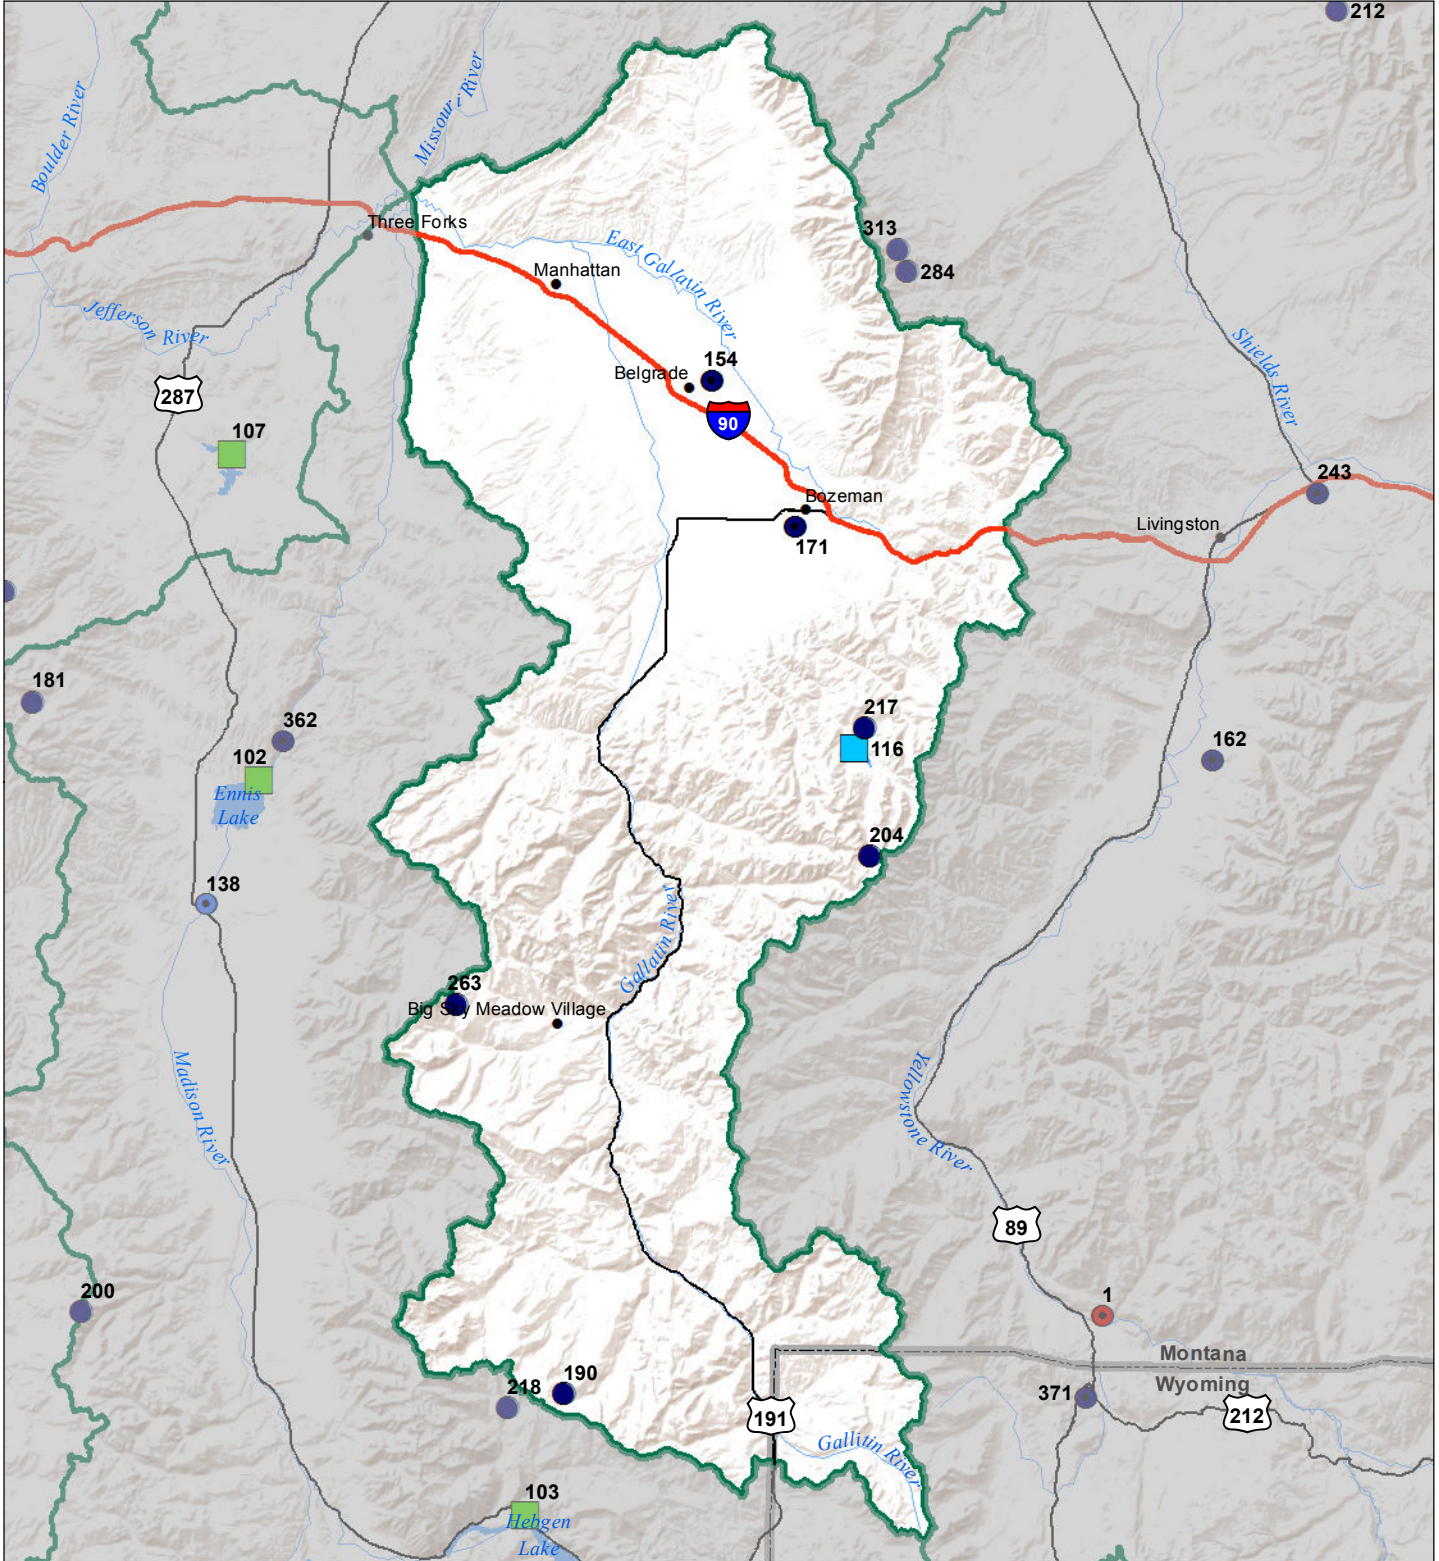 212
Boulder River
Missouri River
Three Forks
313
284
East Gallatin River
Manhattan
Jefferson River
Shields River
154
Belgrade
287
90
107
243
Bozeman
Livingston
171
181
217
362
116
162
102
Ennis
Lake
204
138
Gallatin River
263
Big Sky Meadow Village
Madison River
Yellowstone River
89
200
1
Montana
Wyoming
190
218
371
191
212
Gallitin River
103
Hebgen
Lake